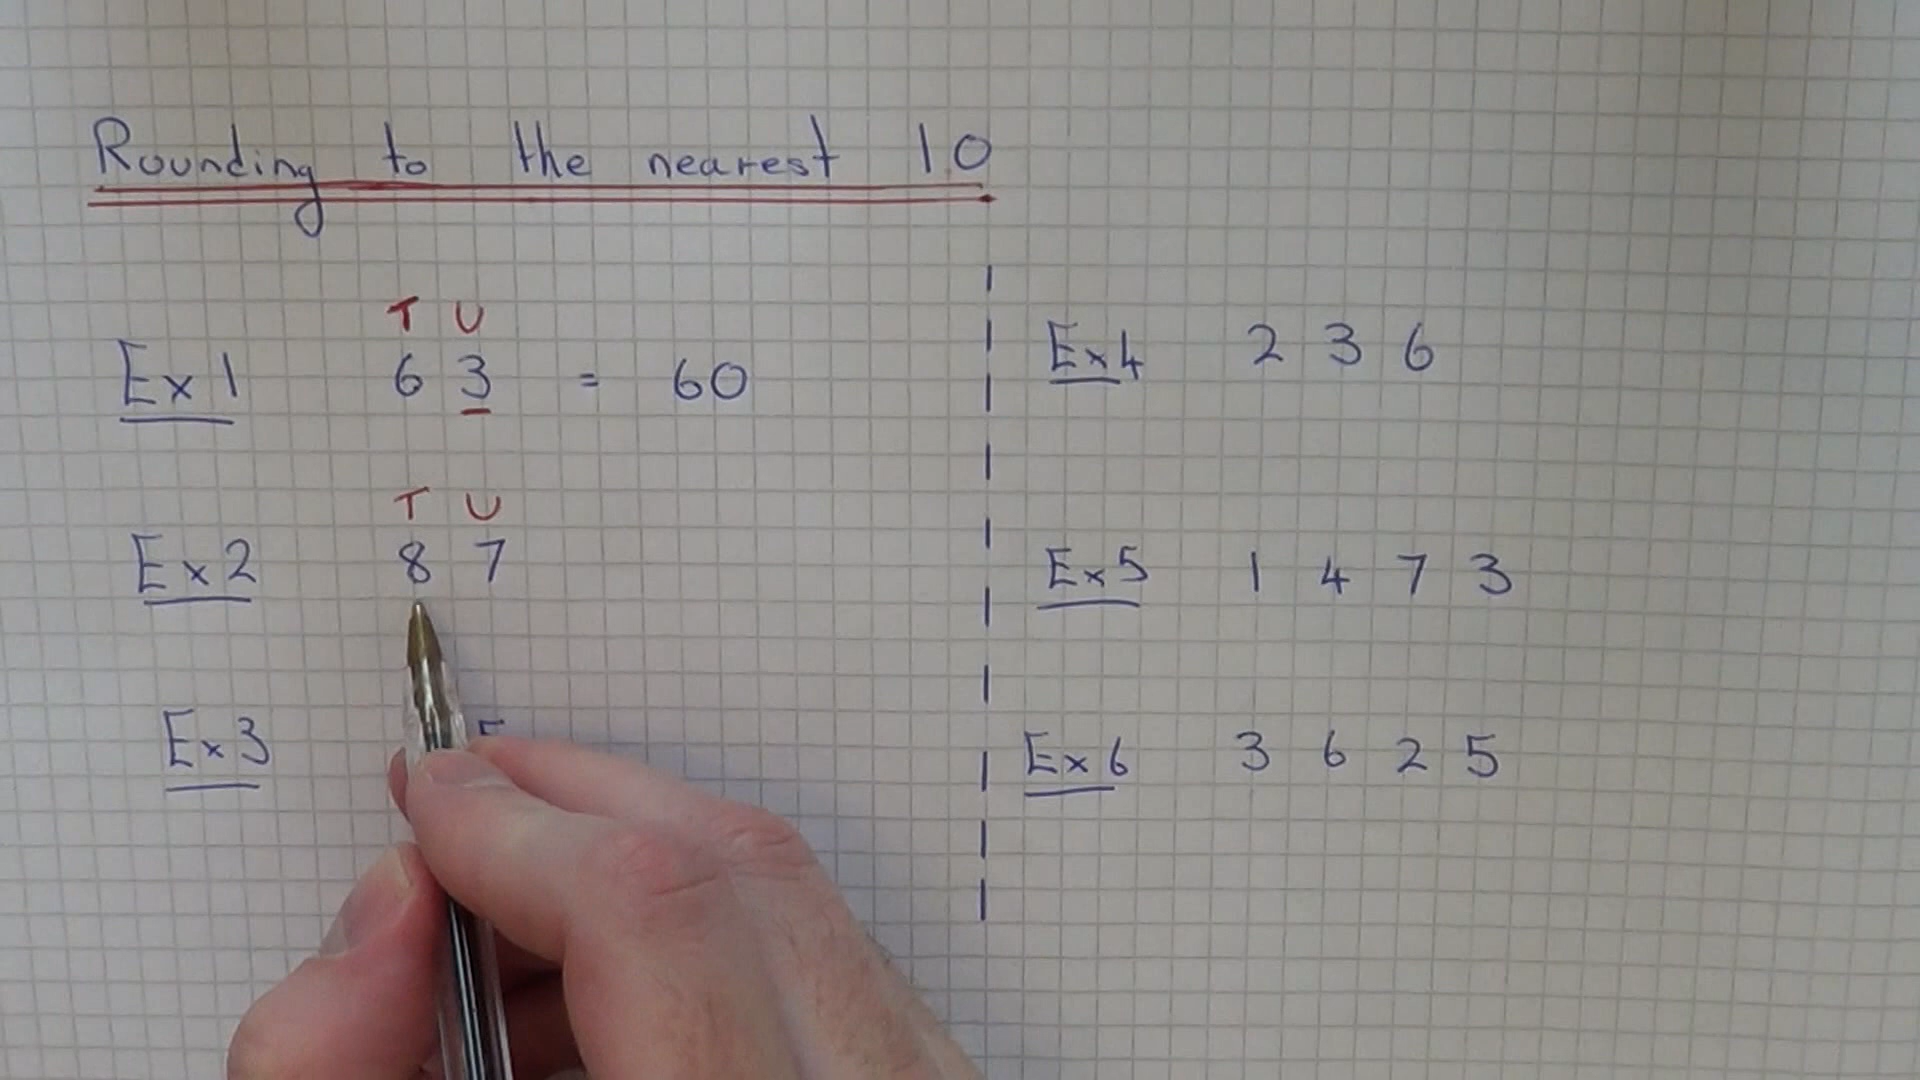 Rounding to the nearest 10
T U
Ex 1 6 3 = 60
T U
Ex 2 8 7
Ex 3 5
Ex 4 2 3 6
Ex 5 1 4 7 3
Ex 6 3 6 2 5